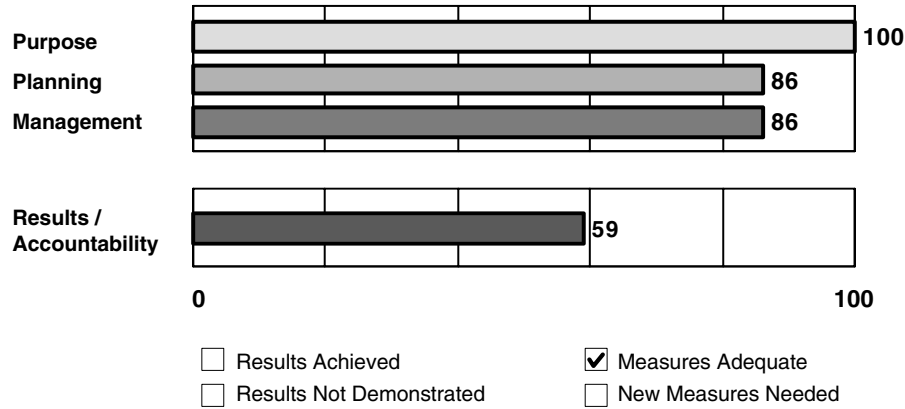 Purpose 100
Planning 86
Management 86
Results /
Accountability 59
0 100
Results Achieved Measures Adequate
Results Not Demonstrated New Measures Needed